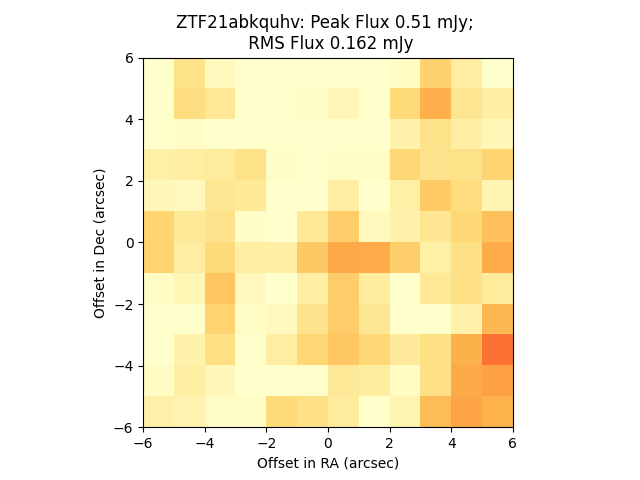 ZTF21abkquhv: Peak Flux 0.51 mJy;
RMS Flux 0.162 mJy
6
4
2
0
−2
−4
−6
Offset in Dec (arcsec)
−6 −4 −2 0 2 4 6
Offset in RA (arcsec)